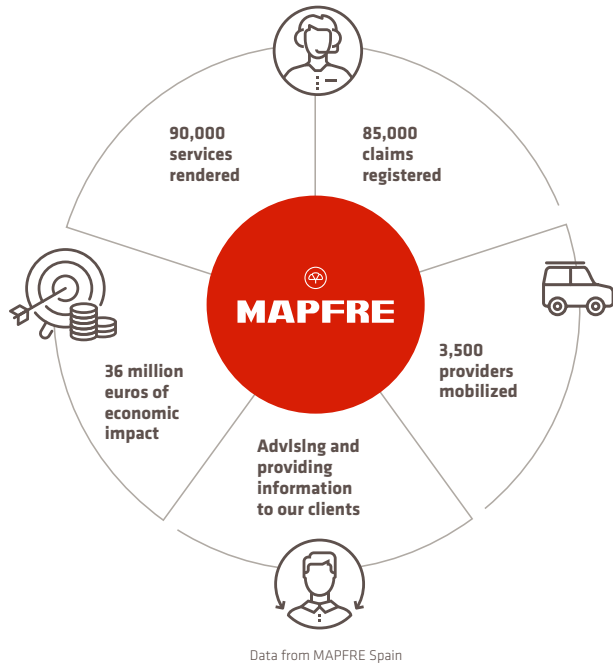 90,000
services
rendered
85,000
claims
registered
MAPFRE
3,500
providers
mobilized
36 million
euros of
economic
impact
AdvIsIng and
providing
information
to our clients
Data from MAPFRE Spain